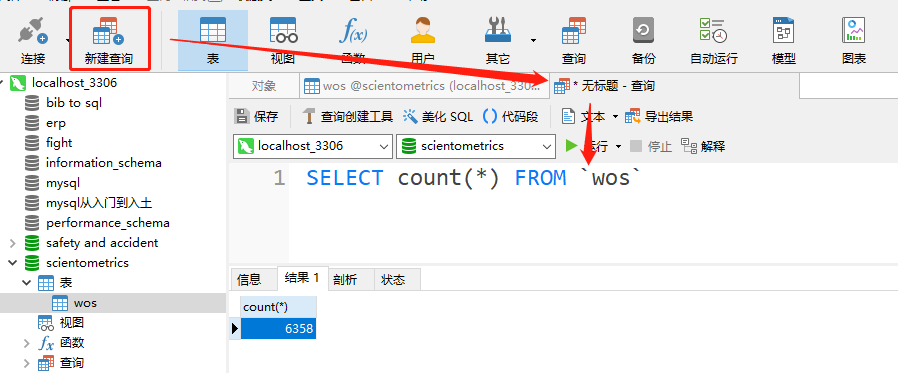 连接 新建查询 表 视图 函数 用户 其它 查询 备份 自动运行 模型 图表
localhost_3306
bib to sql
erp
fight
information_schema
mysql
mysql从入门到入土
performance_schema
safety and accident
scientometrics
表
wos
视图
函数
查询
对象 wos @scientometrics (localhost_330... * 无标题 - 查询
保存 查询创建工具 美化 SQL () 代码段 文本 导出结果
localhost_3306 scientometrics 运行 停止 解释
1 SELECT count(*) FROM `wos`
信息 结果 1 剖析 状态
count(*)
6358